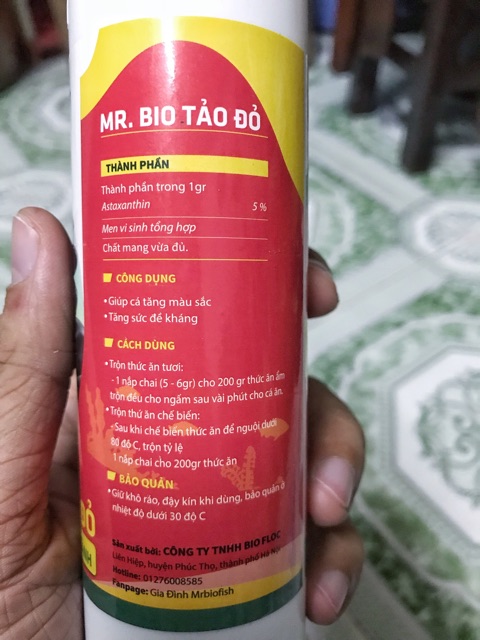 MR. BIO TẢO ĐỎ
THÀNH PHẦN
Thành phần trong 1gr
Astaxanthin 5 %
Men vi sinh tổng hợp
Chất mang vừa đủ.
CÔNG DỤNG
•Giúp cá tăng màu sắc
•Tăng sức đề kháng
CÁCH DÙNG
•Trộn thức ăn tươi:
- 1 nắp chai (5 - 6gr) cho 200 gr thức ăn ẩm
trộn đều cho ngấm sau vài phút cho cá ăn.
•Trộn thứ ăn chế biến:
-Sau khi chế biến thức ăn để nguội dưới
80 độ C, trộn tỷ lệ
1 nắp chai cho 200gr thức ăn
BẢO QUẢN
•Giữ khô ráo, đậy kín khi dùng, bảo quản ở
nhiệt độ dưới 30 độ C
ĐỎ
Sản xuất bởi: CÔNG TY TNHH BIO FLOC
Liên Hiệp, huyện Phúc Thọ, thành phố Hà Nội
Hotline: 01276008585
Fanpage: Gia Đình Mrbiofish